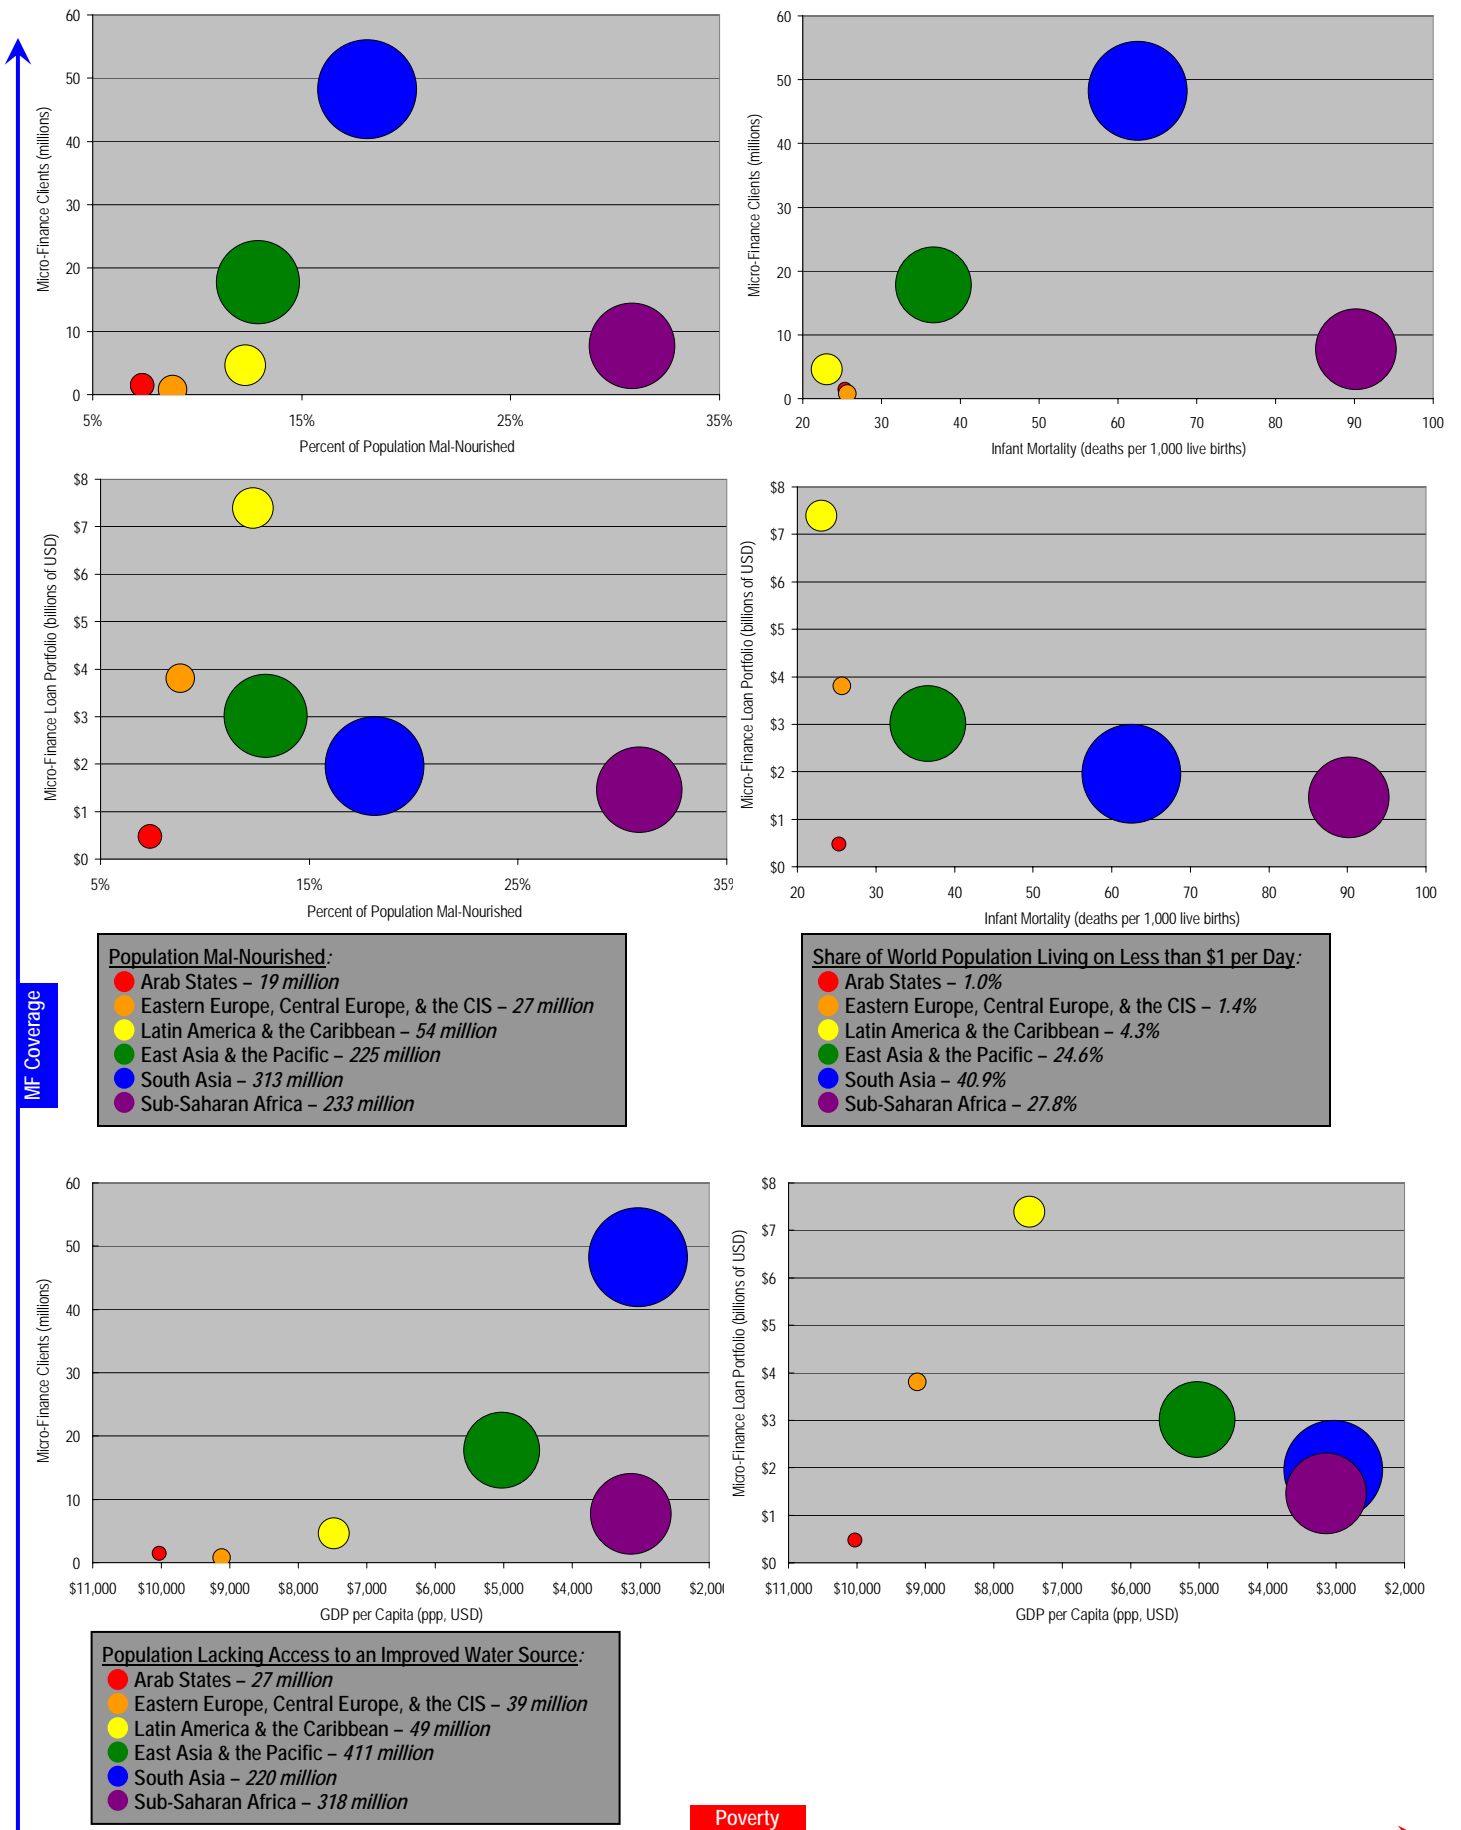 60
50
40
30
20
10
0
Micro-Finance Clients (millions)
5%
15%
25%
35%
Percent of Population Mal-Nourished
60
50
40
30
20
10
0
Micro-Finance Clients (millions)
20
30
40
50
60
70
80
90
100
Infant Mortality (deaths per 1,000 live births)
$8
$7
$6
$5
$4
$3
$2
$1
$0
Micro-Finance Loan Portfolio (billions of USD)
5%
15%
25%
35%
Percent of Population Mal-Nourished
$8
$7
$6
$5
$4
$3
$2
$1
$0
Micro-Finance Loan Portfolio (billions of USD)
20
30
40
50
60
70
80
90
100
Infant Mortality (deaths per 1,000 live births)
Population Mal-Nourished:
Arab States – 19 million
Eastern Europe, Central Europe, & the CIS – 27 million
Latin America & the Caribbean – 54 million
East Asia & the Pacific – 225 million
South Asia – 313 million
Sub-Saharan Africa – 233 million
Share of World Population Living on Less than $1 per Day:
Arab States – 1.0%
Eastern Europe, Central Europe, & the CIS – 1.4%
Latin America & the Caribbean – 4.3%
East Asia & the Pacific – 24.6%
South Asia – 40.9%
Sub-Saharan Africa – 27.8%
MF Coverage
60
50
40
30
20
10
0
Micro-Finance Clients (millions)
$11,000
$10,000
$9,000
$8,000
$7,000
$6,000
$5,000
$4,000
$3,000
$2,00
GDP per Capita (ppp, USD)
$8
$7
$6
$5
$4
$3
$2
$1
$0
Micro-Finance Loan Portfolio (billions of USD)
$11,000
$10,000
$9,000
$8,000
$7,000
$6,000
$5,000
$4,000
$3,000
$2,000
GDP per Capita (ppp, USD)
Population Lacking Access to an Improved Water Source:
Arab States – 27 million
Eastern Europe, Central Europe, & the CIS – 39 million
Latin America & the Caribbean – 49 million
East Asia & the Pacific – 411 million
South Asia – 220 million
Sub-Saharan Africa – 318 million
Poverty